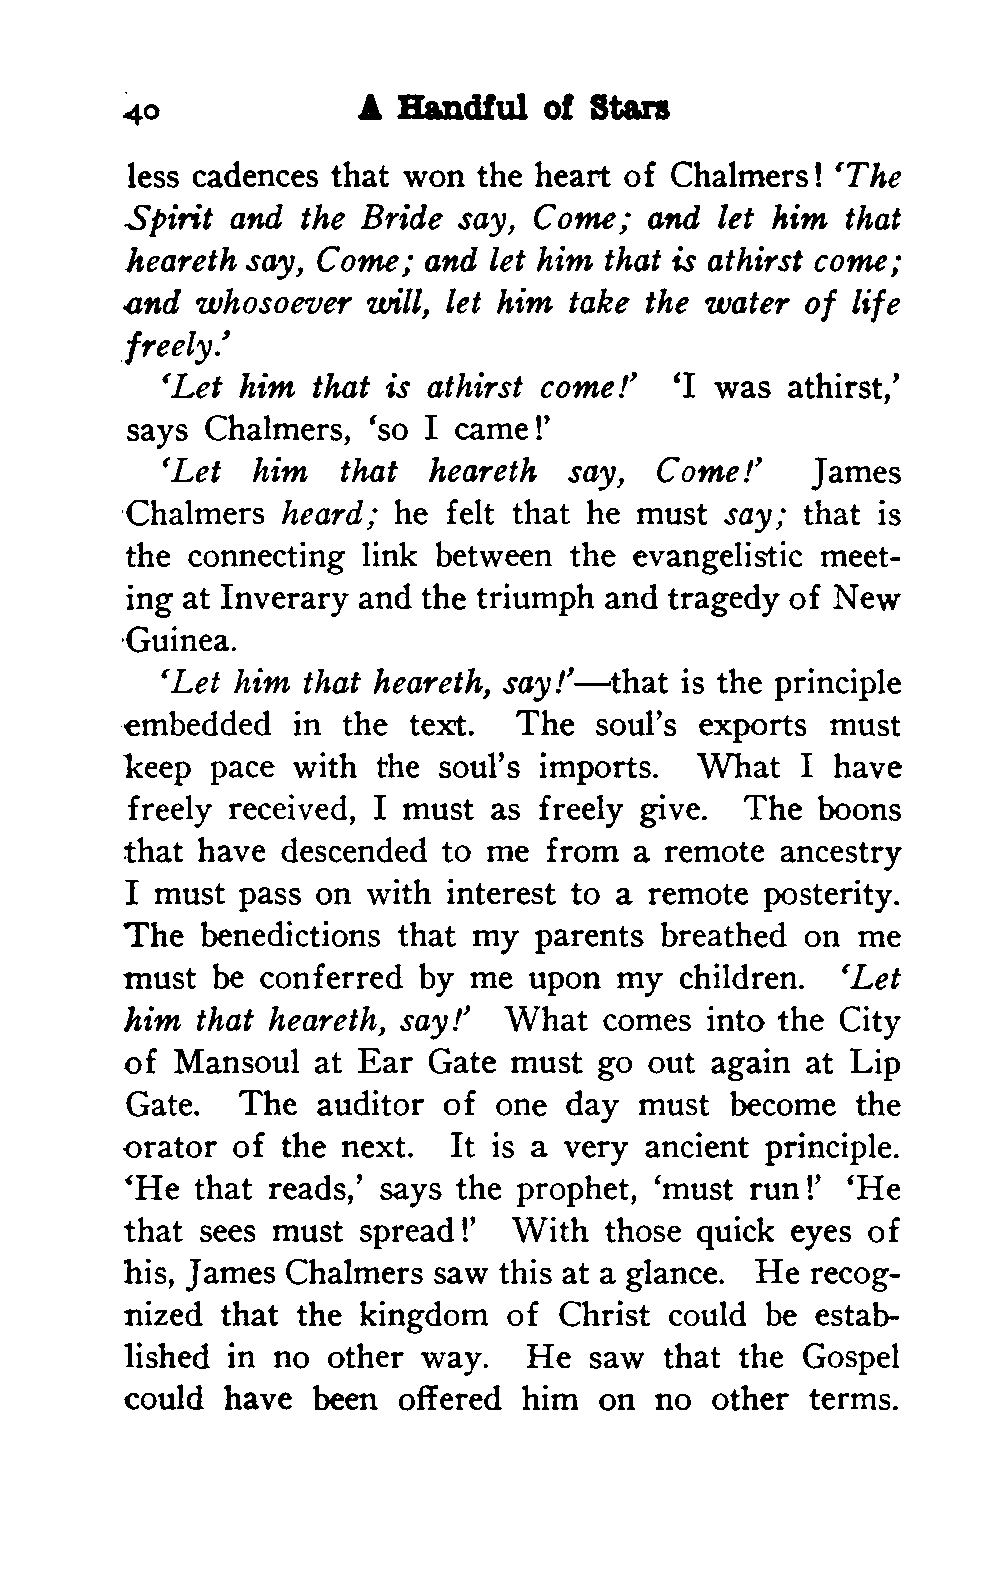 40 A Handful of Stars
less cadences that won the heart of Chalmers! 'The
Spirit and the Bride say, Come; and let him that
heareth say, Come; and let him that is athirst come;
and whosoever will, let him take the water of life
freely.'
'Let him that is athirst come!' 'I was athirst,'
says Chalmers, 'so I came!'
'Let him that heareth say, Come!' James
Chalmers heard; he felt that he must say; that is
the connecting link between the evangelistic meet-
ing at Inverary and the triumph and tragedy of New
Guinea.
'Let him that heareth, say!'—that is the principle
embedded in the text. The soul's exports must
keep pace with the soul's imports. What I have
freely received, I must as freely give. The boons
that have descended to me from a remote ancestry
I must pass on with interest to a remote posterity.
The benedictions that my parents breathed on me
must be conferred by me upon my children. 'Let
him that heareth, say!' What comes into the City
of Mansoul at Ear Gate must go out again at Lip
Gate. The auditor of one day must become the
orator of the next. It is a very ancient principle.
'He that reads,' says the prophet, 'must run!' 'He
that sees must spread!' With those quick eyes of
his, James Chalmers saw this at a glance. He recog-
nized that the kingdom of Christ could be estab-
lished in no other way. He saw that the Gospel
could have been offered him on no other terms.